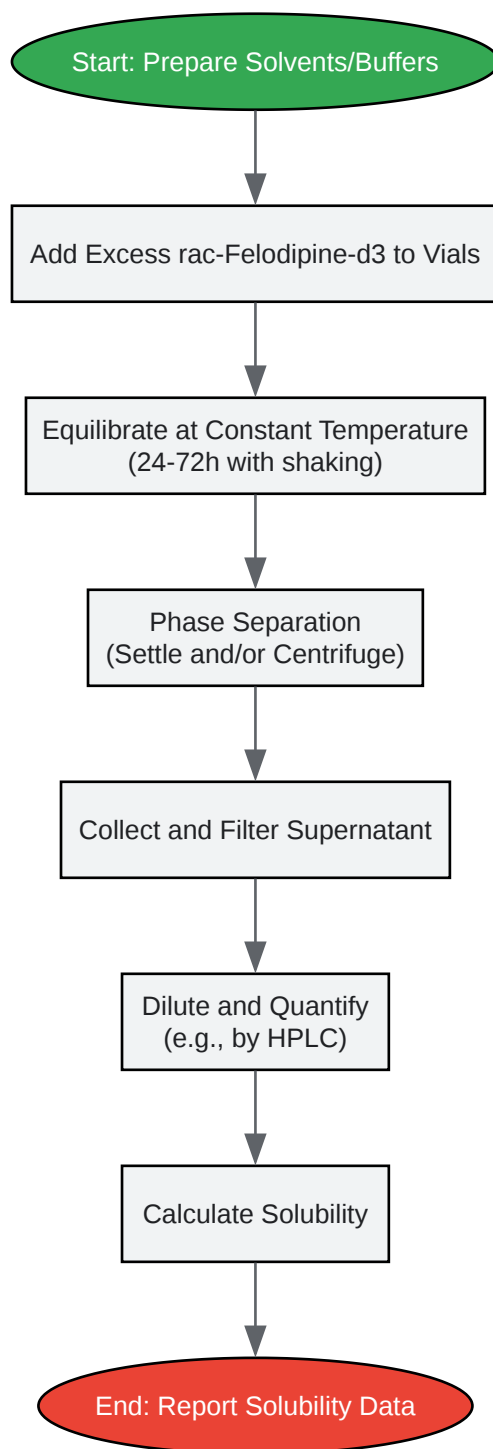 Start: Prepare Solvents/Buffers
Add Excess rac-Felodipine-d3 to Vials
Equilibrate at Constant Temperature
(24-72h with shaking)
Phase Separation
(Settle and/or Centrifuge)
Collect and Filter Supernatant
Dilute and Quantify
(e.g., by HPLC)
Calculate Solubility
End: Report Solubility Data